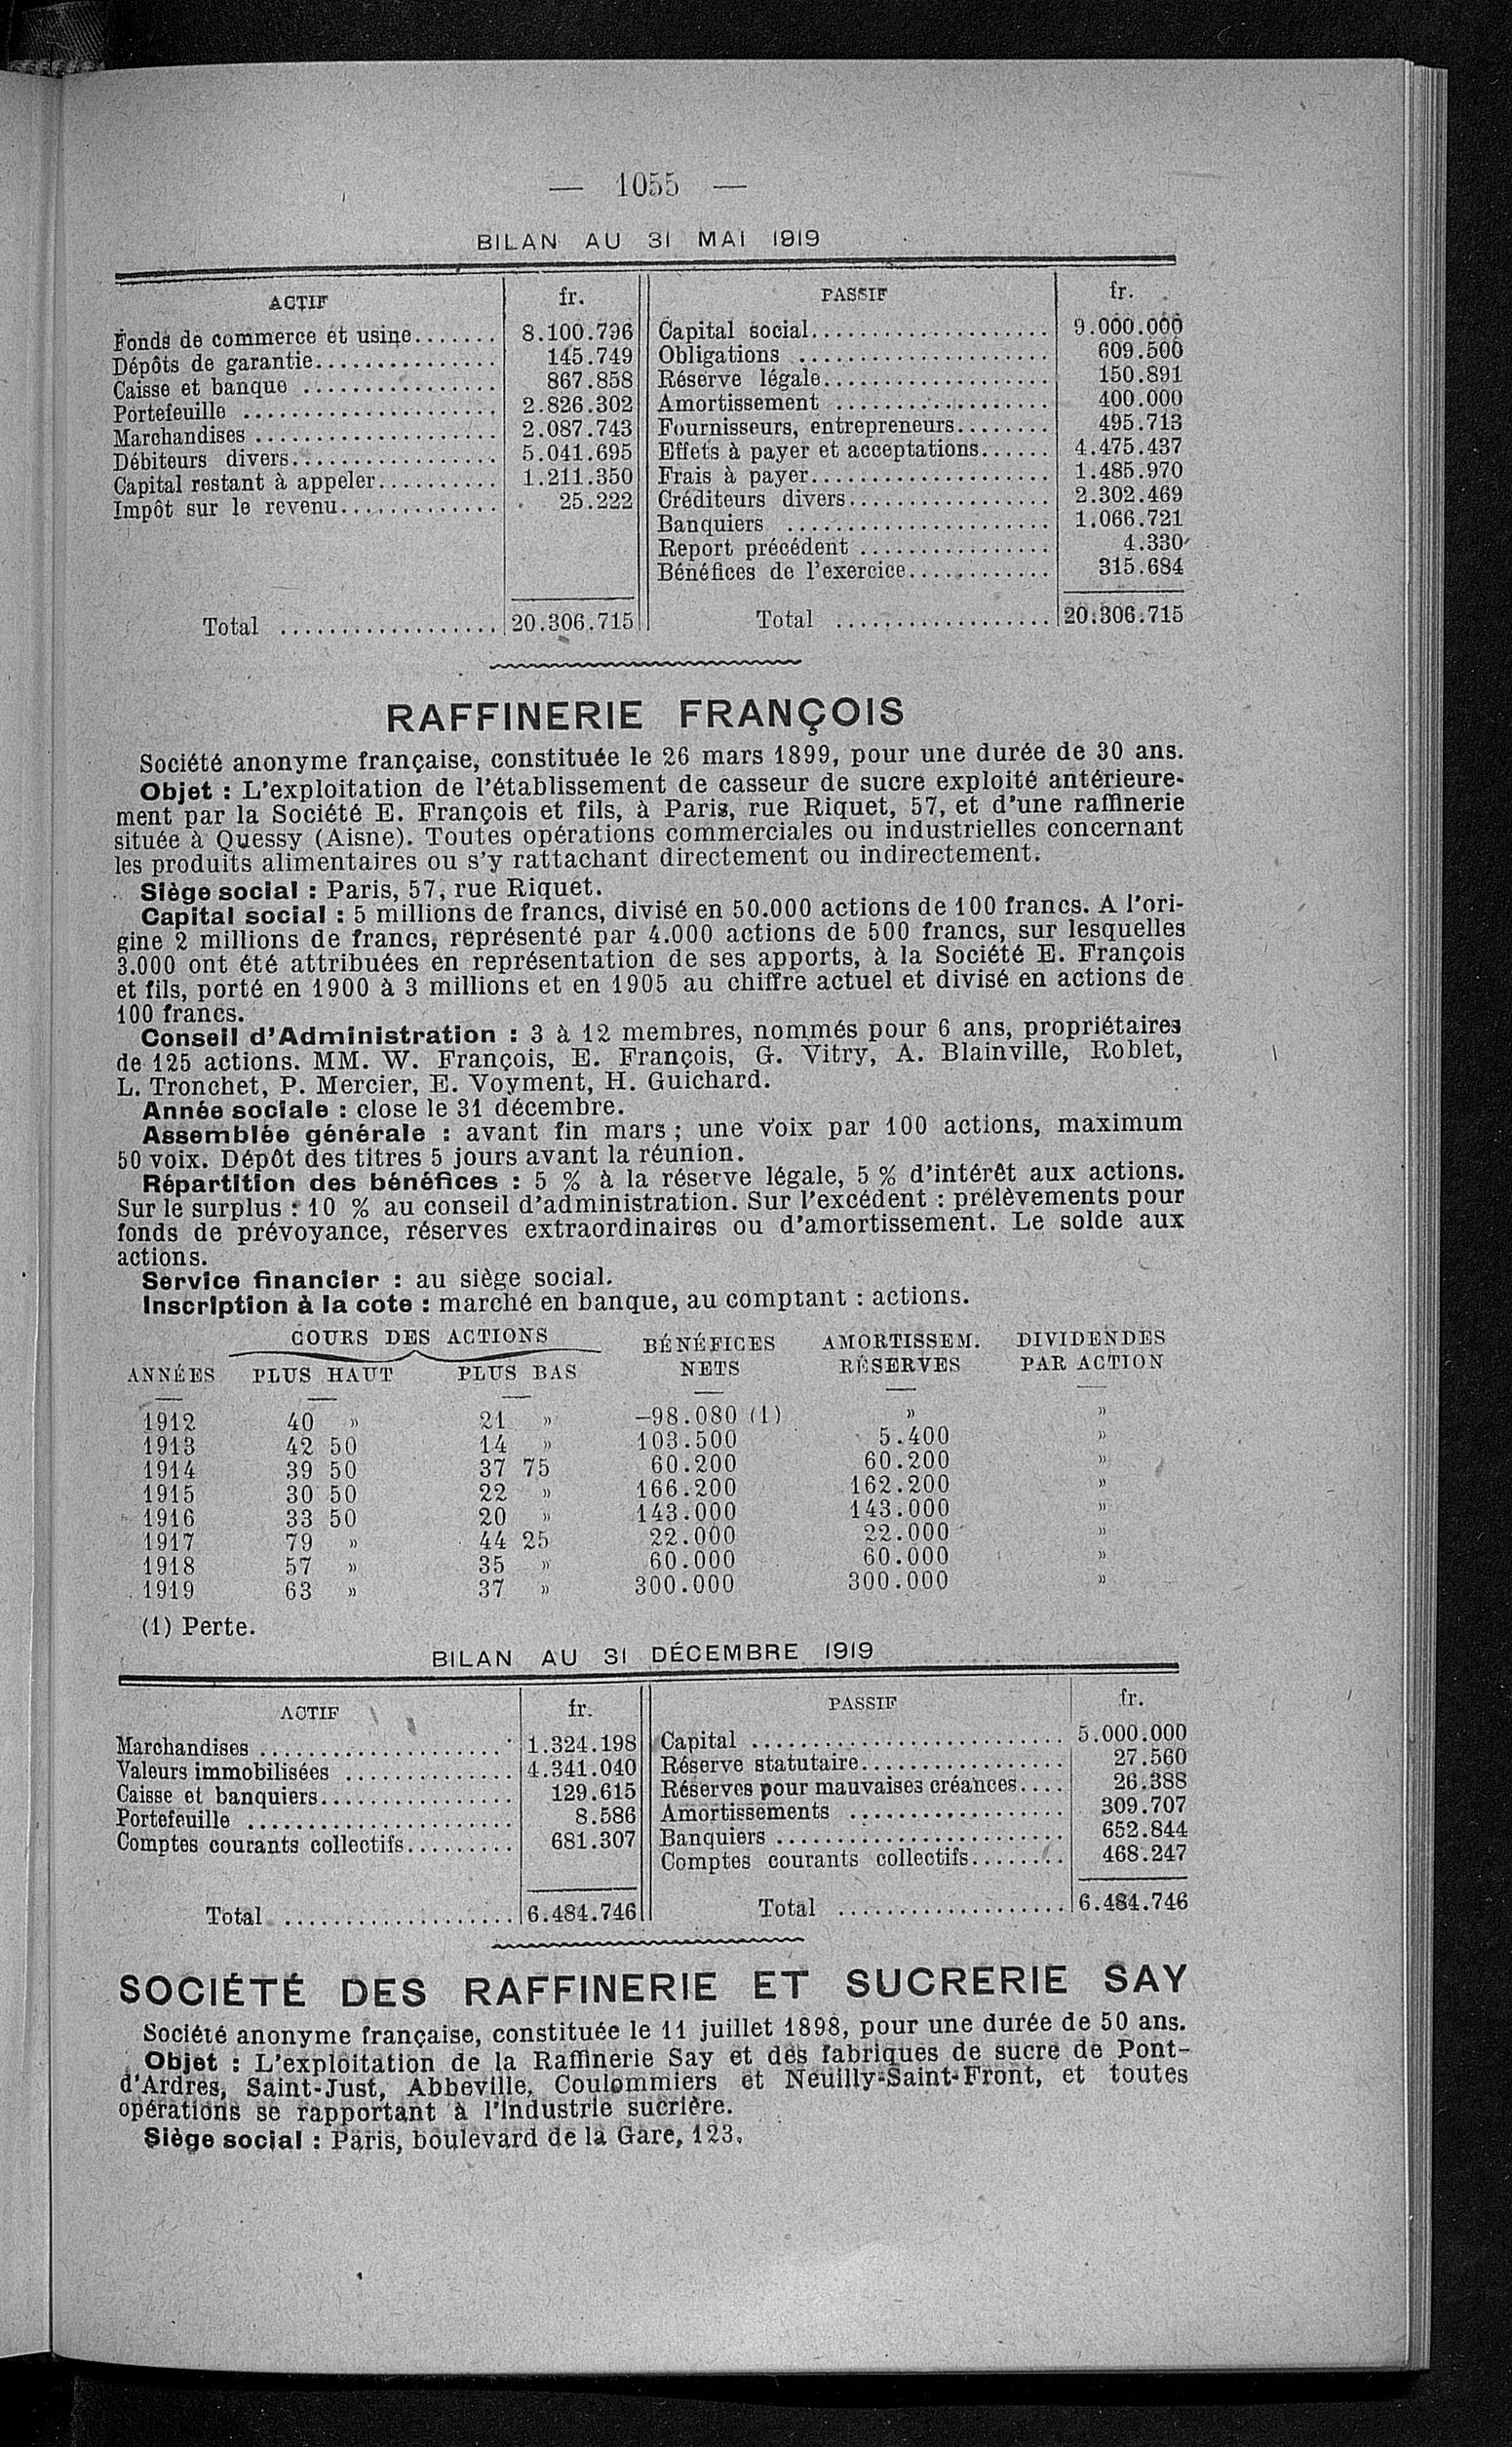 — 1055 —
BILAN AU 31 MAI 1919
ACTIF fr. PASSIF fr.
Fonds de commerce et usine....... 8.100.796 Capital social.................... 9.000.000
Dépôts de garantie............... 145.749 Obligations ..................... 609.500
Caisse et banque ................ 867.858 Réserve légale................... 150.891
Portefeuille ..................... 2.826.302 Amortissement .................. 400.000
Marchandises .................... 2.087.743 Fournisseurs, entrepreneurs........ 495.713
Débiteurs divers................. 5.041.695 Effets à payer et acceptations...... 4.475.437
Capital restant à appeler.......... 1.211.350 Frais à payer.................... 1.485.970
Impôt sur le revenu............. 25.222 Créditeurs divers................. 2.302.469
Banquiers ...................... 1.066.721
Report précédent ................ 4.330
Bénéfices de l'exercice............ 315.684
Total .................. 20.306.715 Total .................. 20.306.715
RAFFINERIE FRANÇOIS
Société anonyme française, constituée le 26 mars 1899, pour une durée de 30 ans.
Objet : L'exploitation de l'établissement de casseur de sucre exploité antérieure-
ment par la Société E. François et fils, à Paris, rue Riquet, 57, et d'une raffinerie
située à Quessy (Aisne). Toutes opérations commerciales ou industrielles concernant
les produits alimentaires ou s'y rattachant directement ou indirectement.
Siège social : Paris, 57, rue Riquet.
Capital social : 5 millions de francs, divisé en 50.000 actions de 100 francs. A l'ori-
gine 2 millions de francs, représenté par 4.000 actions de 500 francs, sur lesquelles
3.000 ont été attribuées en représentation de ses apports, à la Société E. François
et fils, porté en 1900 à 3 millions et en 1905 au chiffre actuel et divisé en actions de
100 francs.
Conseil d'Administration : 3 à 12 membres, nommés pour 6 ans, propriétaires
de 125 actions. MM. W. François, E. François, G. Vitry, A. Blainville, Roblet,
L. Tronchet, P. Mercier, E. Voyment, H. Guichard.
Année sociale : close le 31 décembre.
Assemblée générale : avant fin mars ; une voix par 100 actions, maximum
50 voix. Dépôt des titres 5 jours avant la réunion.
Répartition des bénéfices : 5 % à la réserve légale, 5 % d'intérêt aux actions.
Sur le surplus : 10 % au conseil d'administration. Sur l'excédent : prélèvements pour
fonds de prévoyance, réserves extraordinaires ou d'amortissement. Le solde aux
actions.
Service financier : au siège social.
Inscription à la cote : marché en banque, au comptant : actions.
COURS DES ACTIONS BÉNÉFICES AMORTISSEM. DIVIDENDES
ANNÉES PLUS HAUT PLUS BAS NETS RÉSERVES PAR ACTION
1912 40 » 21 » —98.080 (1) » »
1913 42 50 14 » 103.500 5.400 »
1914 39 50 37 75 60.200 60.200 »
1915 30 50 22 » 166.200 162.200 »
1916 33 50 20 » 143.000 143.000 »
1917 79 » 44 25 22.000 22.000 »
1918 57 » 35 » 60.000 60.000 »
1919 63 » 37 » 300.000 300.000 »
(1) Perte.
BILAN AU 31 DÉCEMBRE 1919
ACTIF fr. PASSIF fr.
Marchandises .................... 1.324.198 Capital .......................... 5.000.000
Valeurs immobilisées .............. 4.341.040 Réserve statutaire................. 27.560
Caisse et banquiers................ 129.615 Réserves pour mauvaises créances.... 26.388
Portefeuille ...................... 8.586 Amortissements .................. 309.707
Comptes courants collectifs......... 681.307 Banquiers ........................ 652.844
Comptes courants collectifs........ 468.247
Total ................... 6.484.746 Total ................... 6.484.746
SOCIÉTÉ DES RAFFINERIE ET SUCRERIE SAY
Société anonyme française, constituée le 11 juillet 1898, pour une durée de 50 ans.
Objet : L'exploitation de la Raffinerie Say et des fabriques de sucre de Pont-
d'Ardres, Saint-Just, Abbeville, Coulommiers et Neuilly-Saint-Front, et toutes
opérations se rapportant à l'industrie sucrière.
Siège social : Paris, boulevard de la Gare, 123.